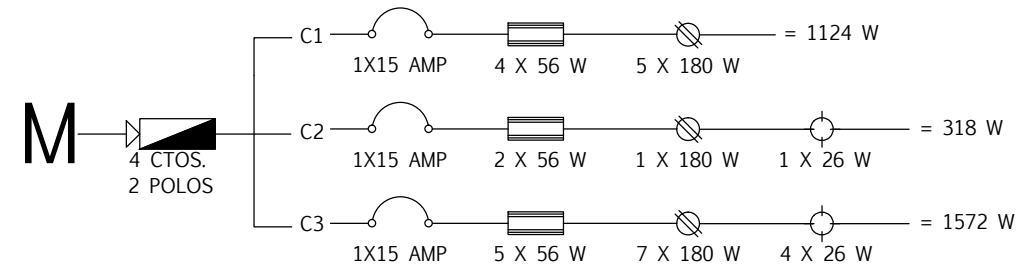 C1 = 1124 W
1X15 AMP 4 X 56 W 5 X 180 W
M C2 = 318 W
4 CTOS. 1X15 AMP 2 X 56 W 1 X 180 W 1 X 26 W
2 POLOS
C3 = 1572 W
1X15 AMP 5 X 56 W 7 X 180 W 4 X 26 W